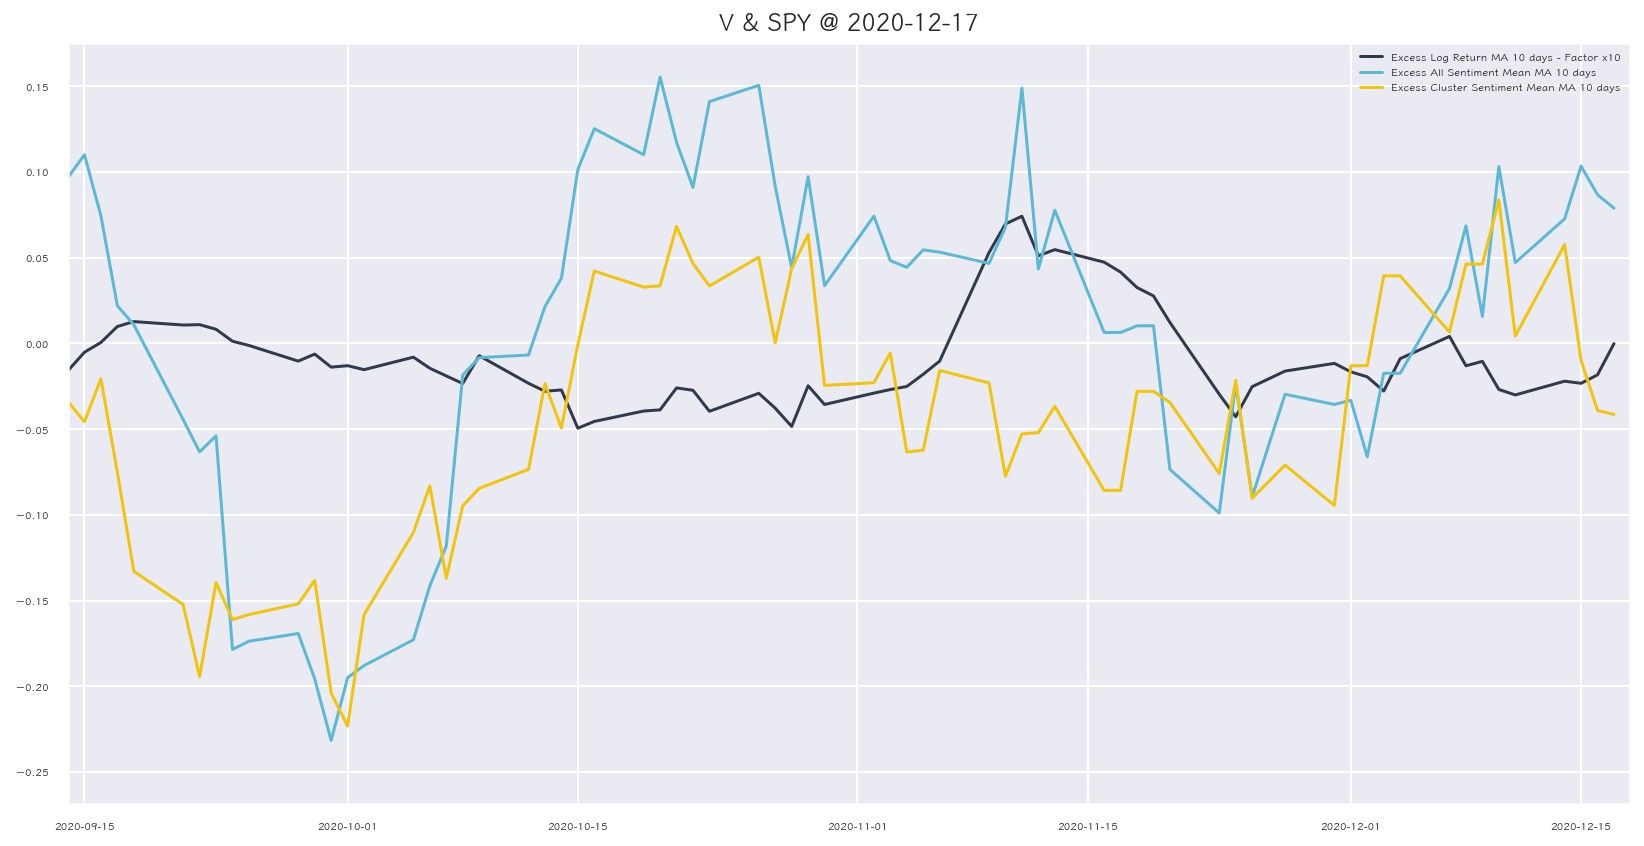 V & SPY @ 2020-12-17
Excess Log Return MA 10 days - Factor x10
Excess All Sentiment Mean MA 10 days
Excess Cluster Sentiment Mean MA 10 days
0.15
0.10
0.05
0.00
−0.05
−0.10
−0.15
−0.20
−0.25
2020-09-15 2020-10-01 2020-10-15 2020-11-01 2020-11-15 2020-12-01 2020-12-15